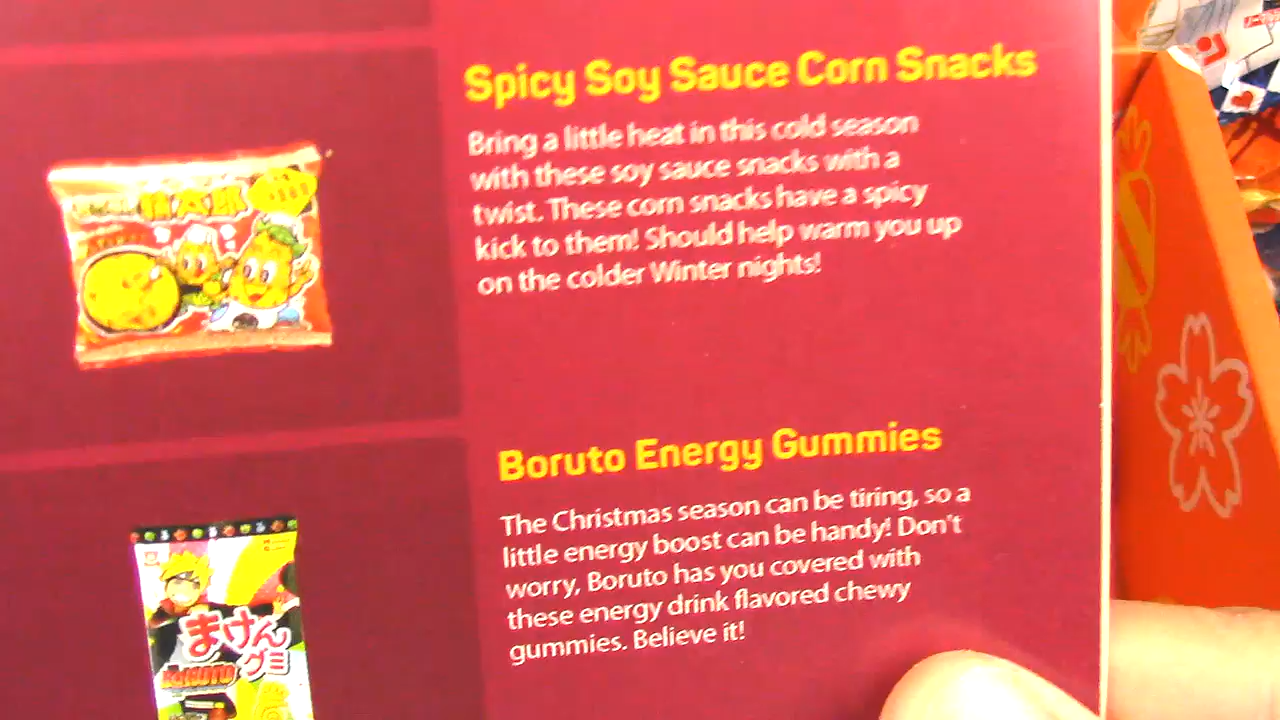 Spicy Soy Sauce Corn Snacks
Bring a little heat in this cold season
with these soy sauce snacks with a
twist. These corn snacks have a spicy
kick to them! Should help warm you up
on the colder Winter nights!
Boruto Energy Gummies
The Christmas season can be tiring, so a
little energy boost can be handy! Don't
worry, Boruto has you covered with
these energy drink flavored chewy
gummies. Believe it!
まけん
グミ
BORUTO